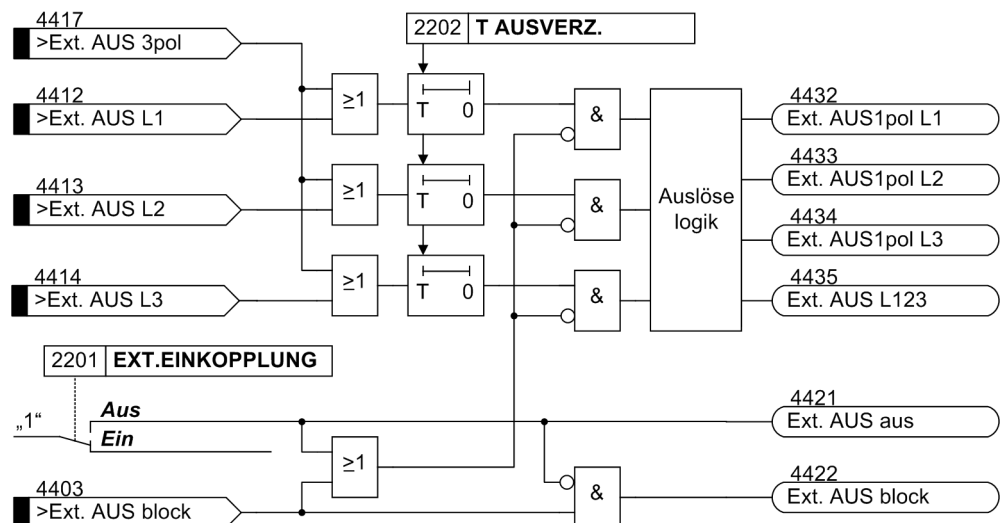 4417
>Ext. AUS 3pol
2202 T AUSVERZ.
4412
>Ext. AUS L1
≥1
T 0
&
4432
Ext. AUS1pol L1
4433
Ext. AUS1pol L2
4413
>Ext. AUS L2
≥1
T 0
&
Auslöse
logik
4434
Ext. AUS1pol L3
4414
>Ext. AUS L3
≥1
T 0
&
4435
Ext. AUS L123
2201 EXT.EINKOPPLUNG
„1“
Aus
Ein
4421
Ext. AUS aus
≥1
4403
>Ext. AUS block
&
4422
Ext. AUS block